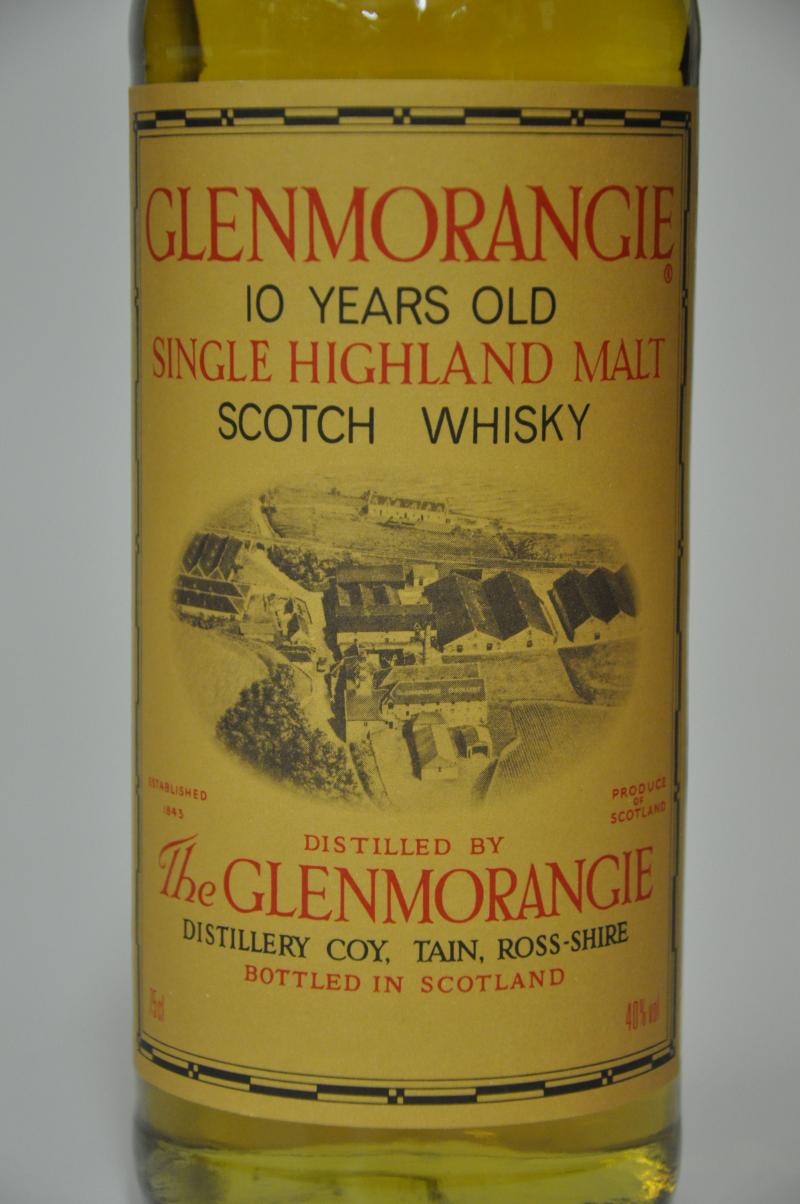 GLENMORANGIE®
10 YEARS OLD
SINGLE HIGHLAND MALT
SCOTCH WHISKY
ESTABLISHED
1843
PRODUCE
OF
SCOTLAND
DISTILLED BY
The GLENMORANGIE
DISTILLERY COY, TAIN, ROSS-SHIRE
BOTTLED IN SCOTLAND
75cl
40% vol